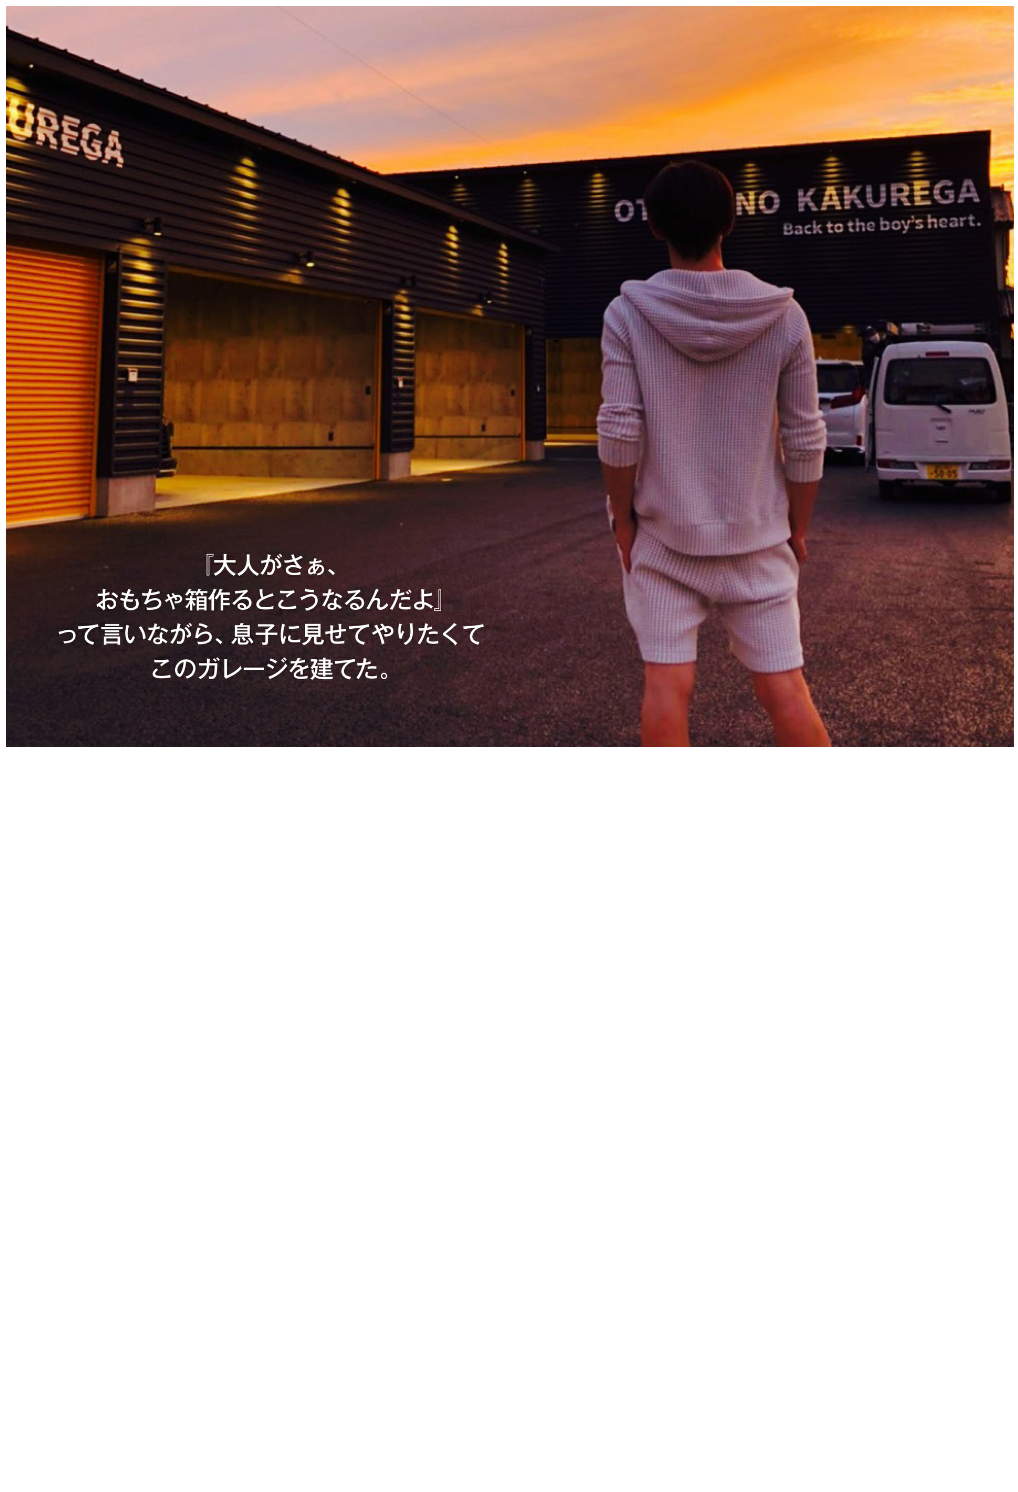 UREGA
NO KAKUREGA
Back to the boy's heart.
『大人がさぁ、
おもちゃ箱作るとこうなるんだよ』
って言いながら、息子に見せてやりたくて
このガレージを建てた。